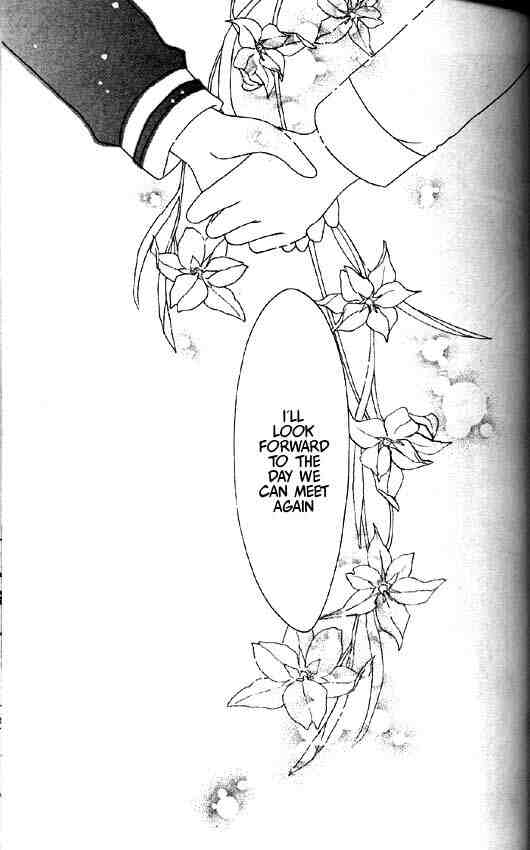 I'LL
LOOK
FORWARD
TO THE
DAY WE
CAN MEET
AGAIN